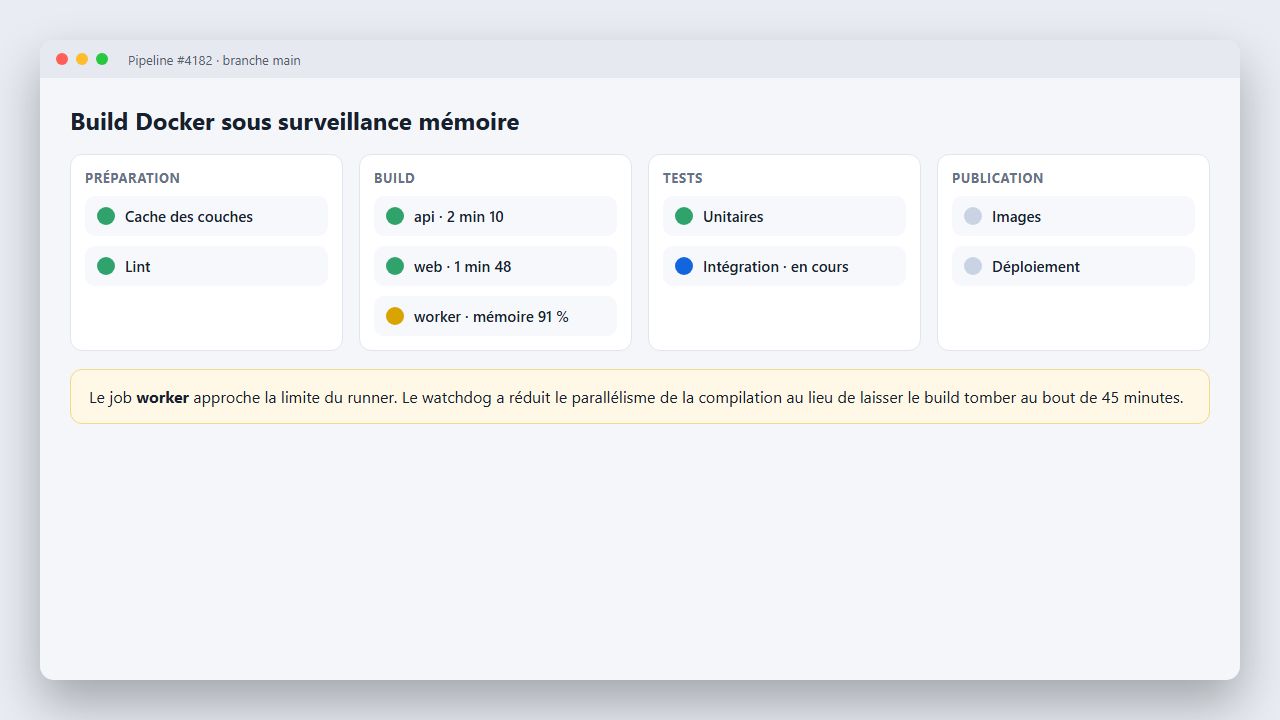 Pipeline #4182 · branche main
Build Docker sous surveillance mémoire
PRÉPARATION
Cache des couches
Lint
BUILD
api · 2 min 10
web · 1 min 48
worker · mémoire 91 %
TESTS
Unitaires
Intégration · en cours
PUBLICATION
Images
Déploiement
Le job worker approche la limite du runner. Le watchdog a réduit le parallélisme de la compilation au lieu de laisser le build tomber au bout de 45 minutes.